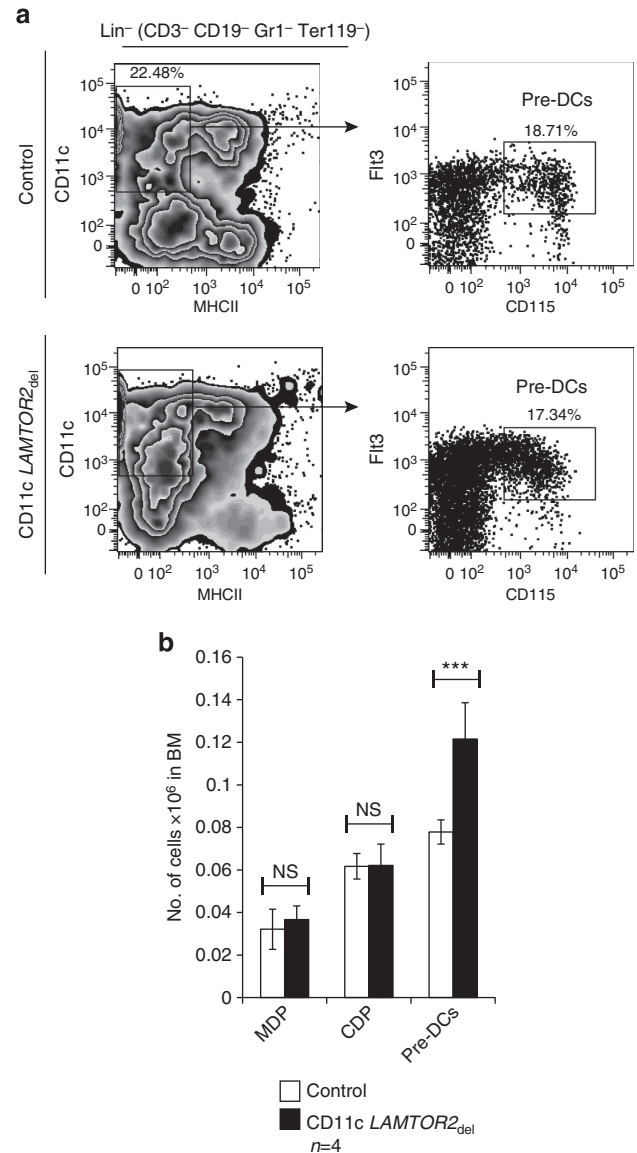 a
Lin⁻ (CD3⁻ CD19⁻ Gr1⁻ Ter119⁻)
Control
22.48%
CD11c
10⁵
10⁴
10³
10²
0
0 10² 10³ 10⁴ 10⁵
MHCII
Pre-DCs
18.71%
Flt3
10⁵
10⁴
10³
10²
0
0 10² 10³ 10⁴ 10⁵
CD115
CD11c LAMTOR2del
CD11c
10⁵
10⁴
10³
10²
0
0 10² 10³ 10⁴ 10⁵
MHCII
Pre-DCs
17.34%
Flt3
10⁵
10⁴
10³
10²
0
0 10² 10³ 10⁴ 10⁵
CD115
b
No. of cells ×10⁶ in BM
0.16
0.14
0.12
0.1
0.08
0.06
0.04
0.02
0
NS
NS
***
MDP
CDP
Pre-DCs
Control
CD11c LAMTOR2del
n=4